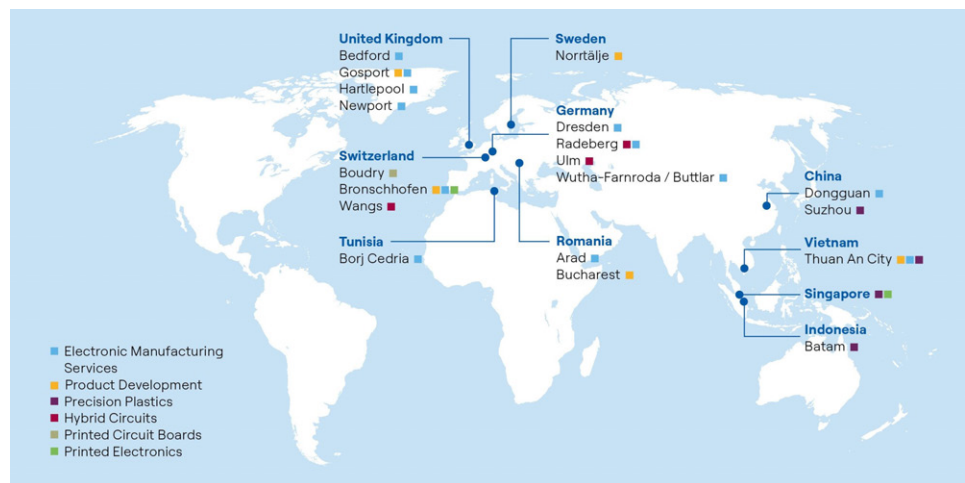 United Kingdom
Bedford
Gosport
Hartlepool
Newport
Sweden
Norrtälje
Germany
Dresden
Radeberg
Ulm
Wutha-Farnroda / Buttlar
Switzerland
Boudry
Bronschhofen
Wangs
Tunisia
Borj Cedria
Romania
Arad
Bucharest
China
Dongguan
Suzhou
Vietnam
Thuan An City
Singapore
Indonesia
Batam
Electronic Manufacturing
Services
Product Development
Precision Plastics
Hybrid Circuits
Printed Circuit Boards
Printed Electronics